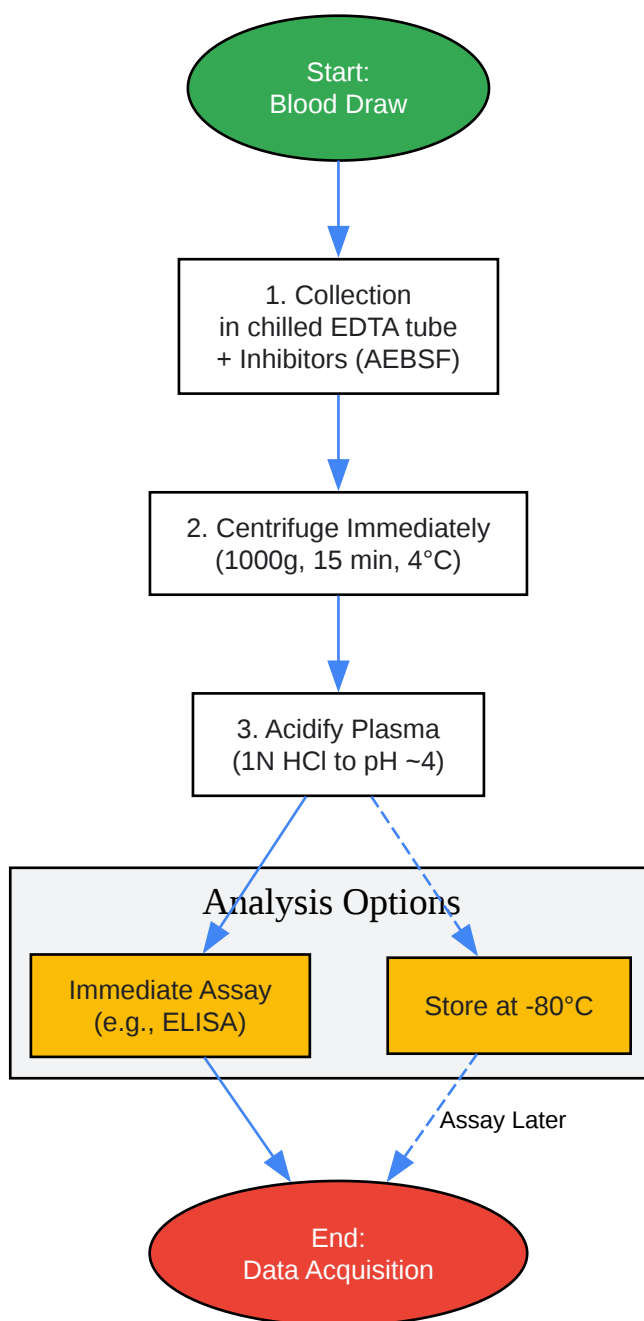 Start:
Blood Draw
1. Collection
in chilled EDTA tube
+ Inhibitors (AEBSF)
2. Centrifuge Immediately
(1000g, 15 min, 4°C)
3. Acidify Plasma
(1N HCl to pH ~4)
Analysis Options
Immediate Assay
(e.g., ELISA)
Store at -80°C
Assay Later
End:
Data Acquisition